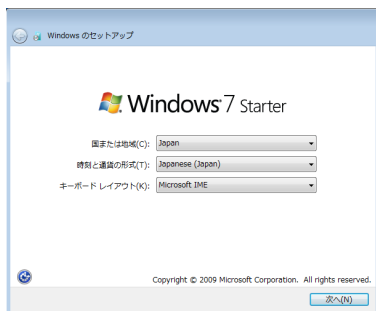 Windows のセットアップ
Windows 7 Starter
国または地域(C): Japan
時刻と通貨の形式(T): Japanese (Japan)
キーボード レイアウト(K): Microsoft IME
Copyright © 2009 Microsoft Corporation. All rights reserved.
次へ(N)